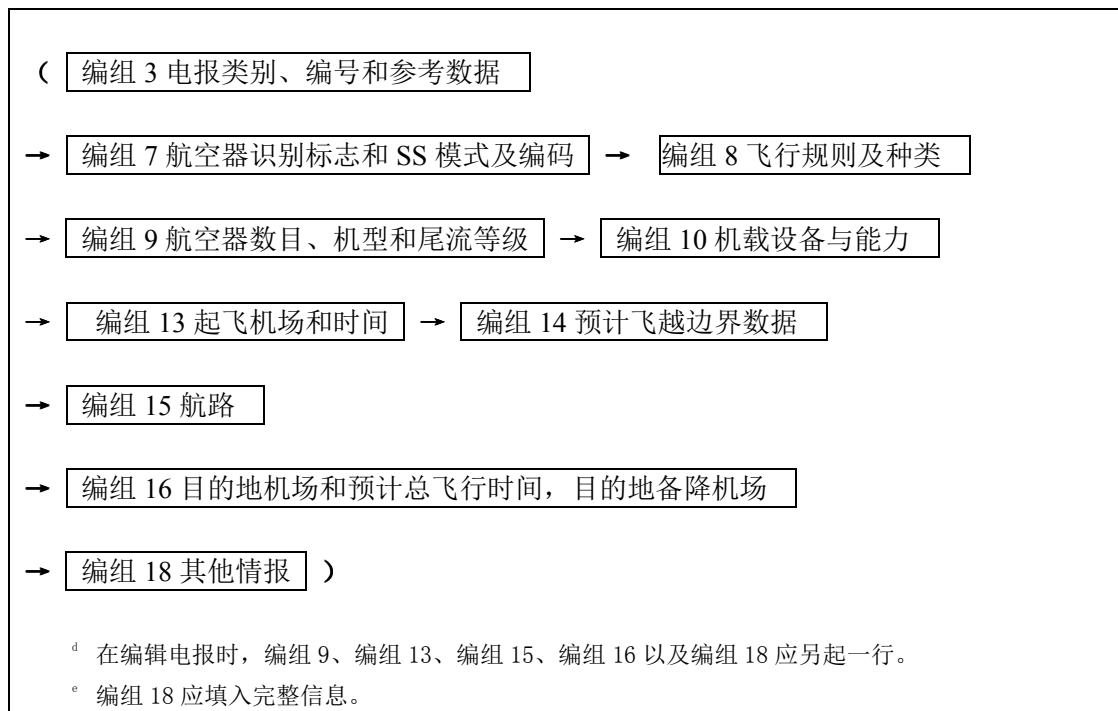 ( 编组 3 电报类别、编号和参考数据
→ 编组 7 航空器识别标志和 SS 模式及编码 → 编组 8 飞行规则及种类
→ 编组 9 航空器数目、机型和尾流等级 → 编组 10 机载设备与能力
→ 编组 13 起飞机场和时间 → 编组 14 预计飞越边界数据
→ 编组 15 航路
→ 编组 16 目的地机场和预计总飞行时间，目的地备降机场
→ 编组 18 其他情报 )
d 在编辑电报时，编组 9、编组 13、编组 15、编组 16 以及编组 18 应另起一行。
e 编组 18 应填入完整信息。